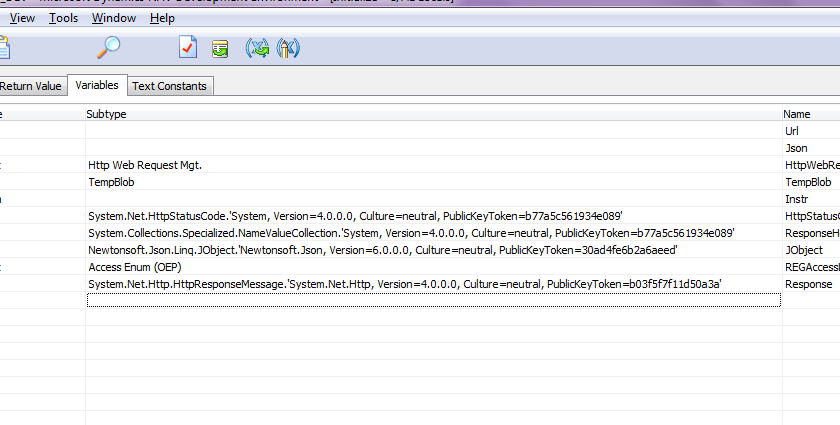 View Tools Window Help
Return Value Variables Text Constants
Subtype Name
Url
Json
Http Web Request Mgt. HttpWebRe
TempBlob TempBlob
Instr
System.Net.HttpStatusCode.'System, Version=4.0.0.0, Culture=neutral, PublicKeyToken=b77a5c561934e089' HttpStatusC
System.Collections.Specialized.NameValueCollection.'System, Version=4.0.0.0, Culture=neutral, PublicKeyToken=b77a5c561934e089' ResponseH
Newtonsoft.Json.Linq.JObject.'Newtonsoft.Json, Version=6.0.0.0, Culture=neutral, PublicKeyToken=30ad4fe6b2a6aeed' JObject
Access Enum (OEP) REGAccessE
System.Net.Http.HttpResponseMessage.'System.Net.Http, Version=4.0.0.0, Culture=neutral, PublicKeyToken=b03f5f7f11d50a3a' Response